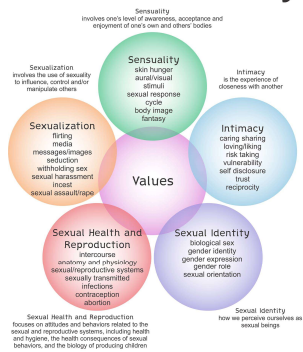 Sensuality
involves one's level of awareness, acceptance and
enjoyment of one's own and others' bodies
Sensuality
skin hunger
aural/visual
stimuli
sexual response
cycle
body image
fantasy
Sexualization
involves the use of sexuality
to influence, control and/or
manipulate others
Intimacy
is the experience of
closeness with another
Sexualization
flirting
media
messages/images
seduction
withholding sex
sexual harassment
incest
sexual assault/rape
Intimacy
caring sharing
loving/liking
risk taking
vulnerability
self disclosure
trust
reciprocity
Values
Sexual Health and
Reproduction
intercourse
anatomy and physiology
sexual/reproductive systems
sexually transmitted
infections
contraception
abortion
Sexual Identity
biological sex
gender identity
gender expression
gender role
sexual orientation
Sexual Health and Reproduction
focuses on attitudes and behaviors related to the
sexual and reproductive systems, including health
and hygiene, the health consequences of sexual
behaviors, and the biology of producing children
Sexual Identity
how we perceive ourselves as
sexual beings